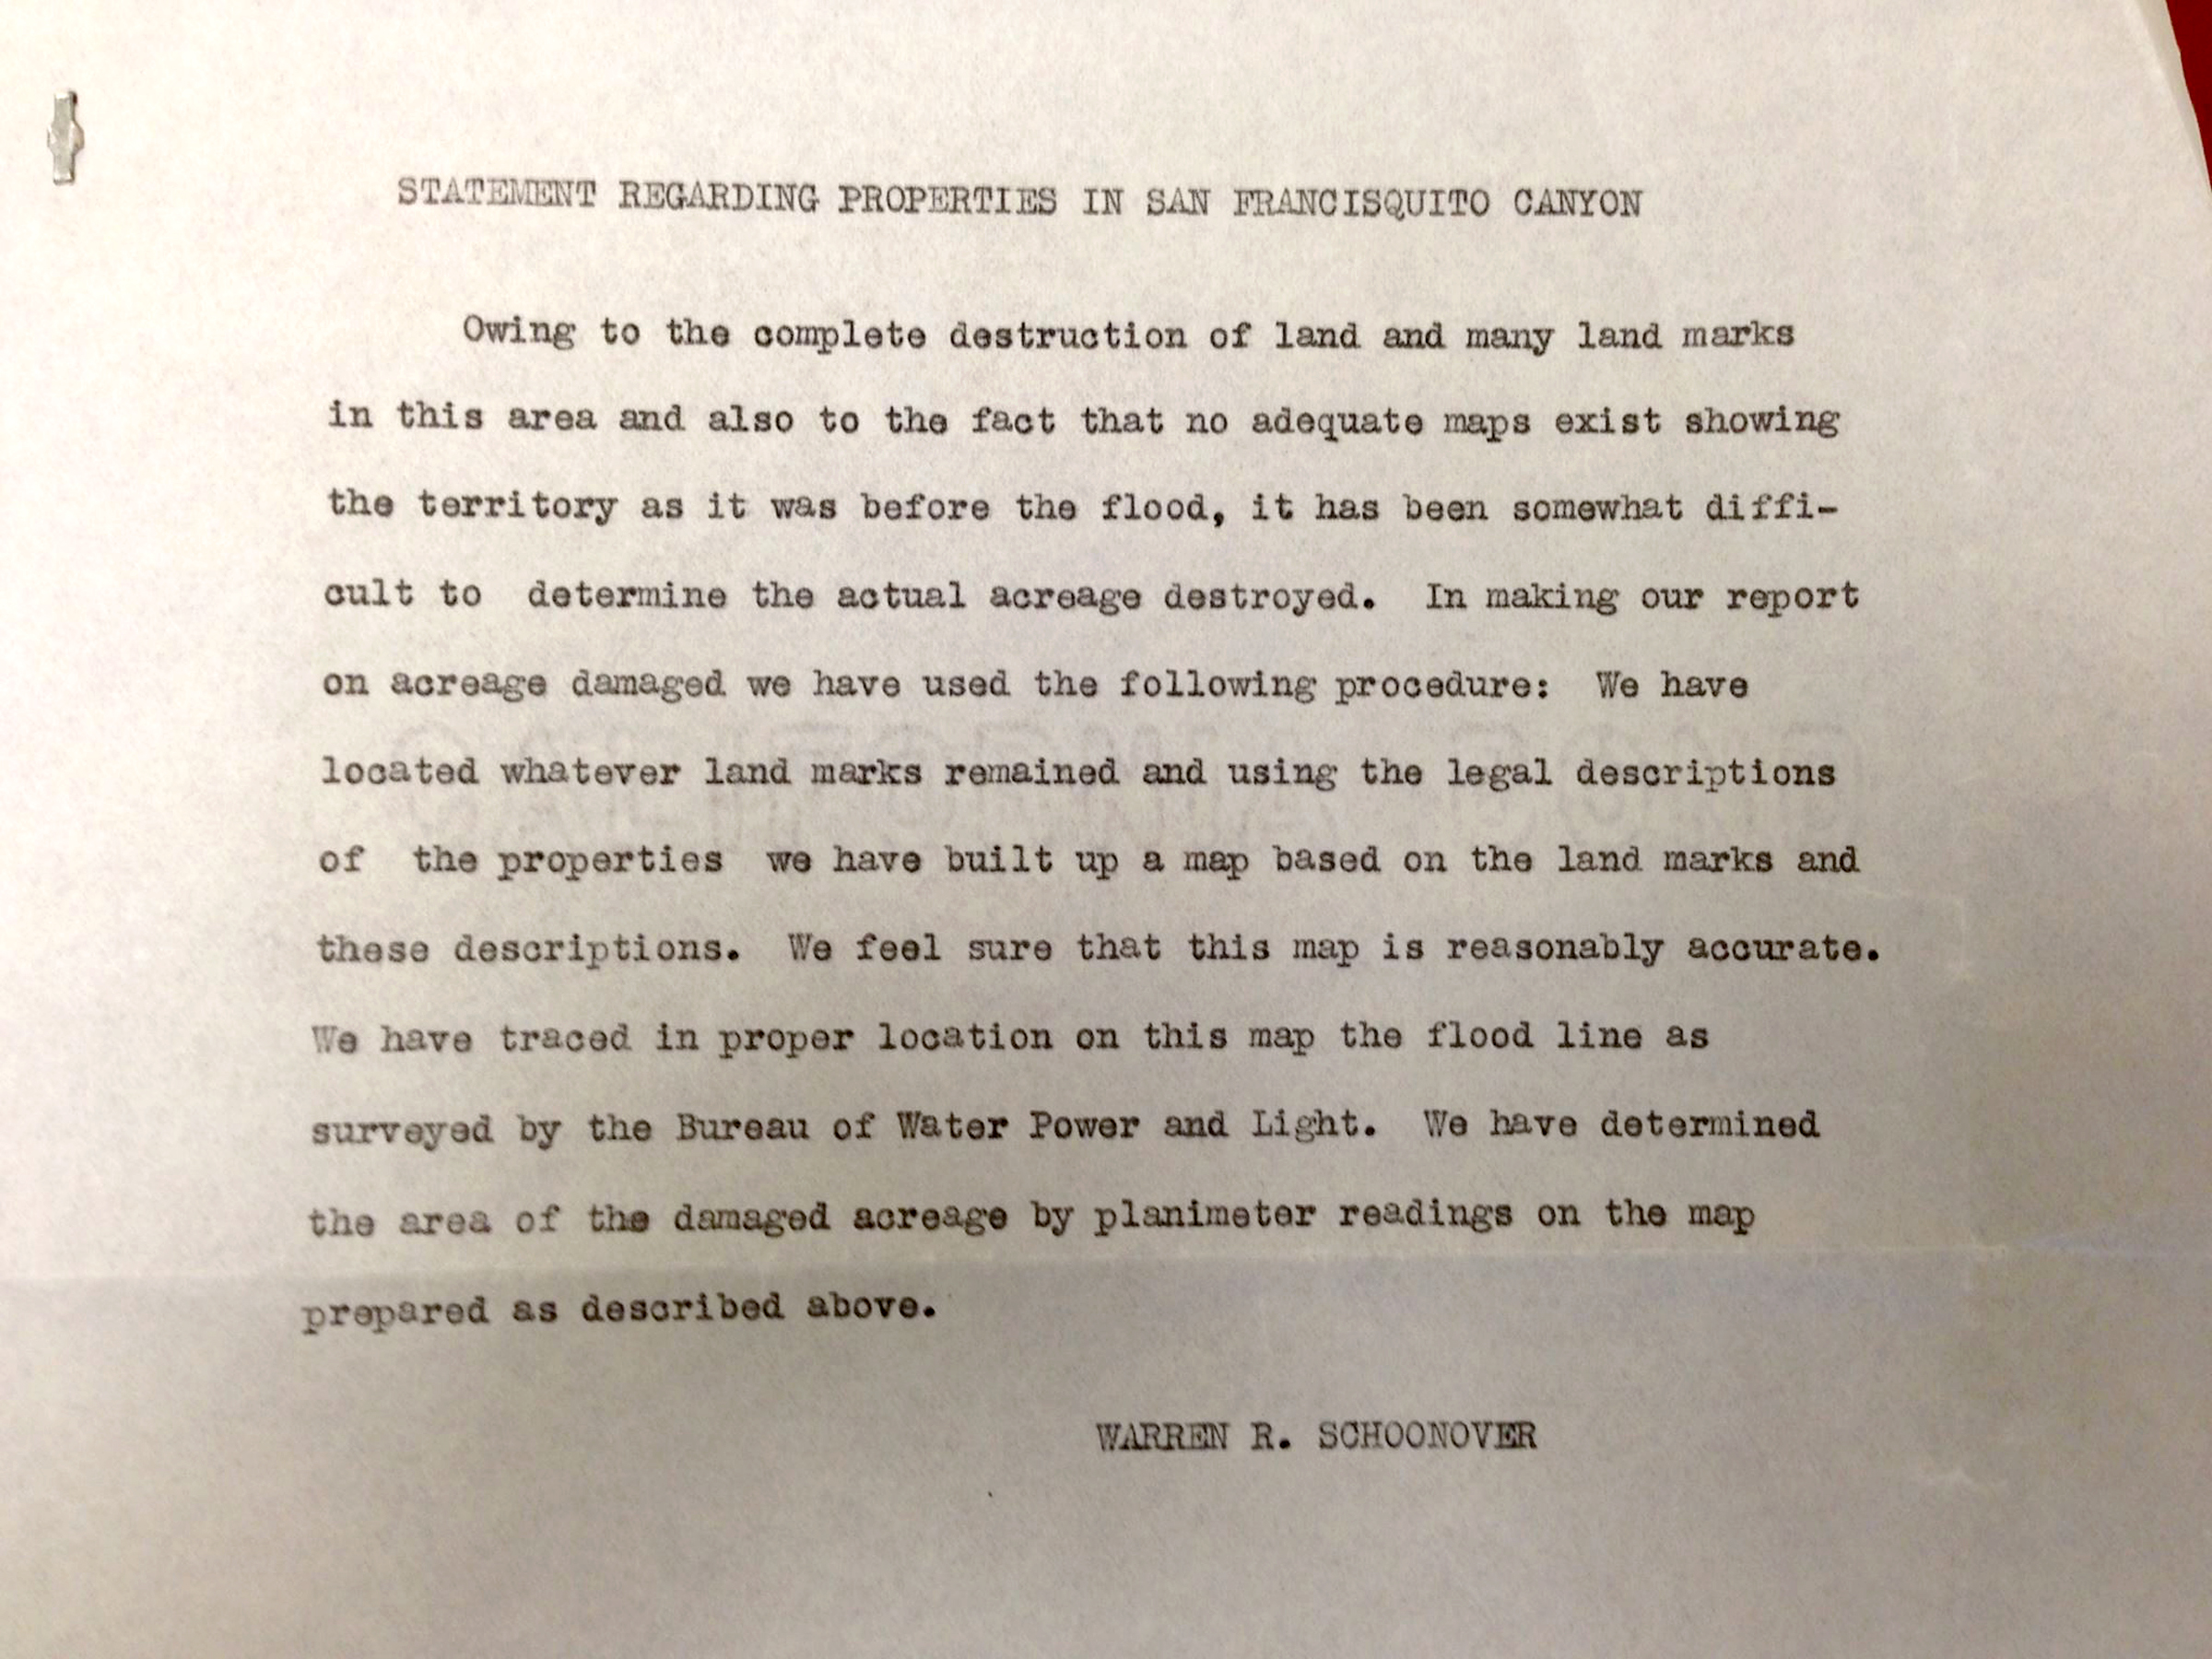 STATEMENT REGARDING PROPERTIES IN SAN FRANCISQUITO CANYON
Owing to the complete destruction of land and many land marks
in this area and also to the fact that no adequate maps exist showing
the territory as it was before the flood, it has been somewhat diffi-
cult to determine the actual acreage destroyed. In making our report
on acreage damaged we have used the following procedure: We have
located whatever land marks remained and using the legal descriptions
of the properties we have built up a map based on the land marks and
these descriptions. We feel sure that this map is reasonably accurate.
We have traced in proper location on this map the flood line as
surveyed by the Bureau of Water Power and Light. We have determined
the area of the damaged acreage by planimeter readings on the map
prepared as described above.
WARREN R. SCHOONOVER